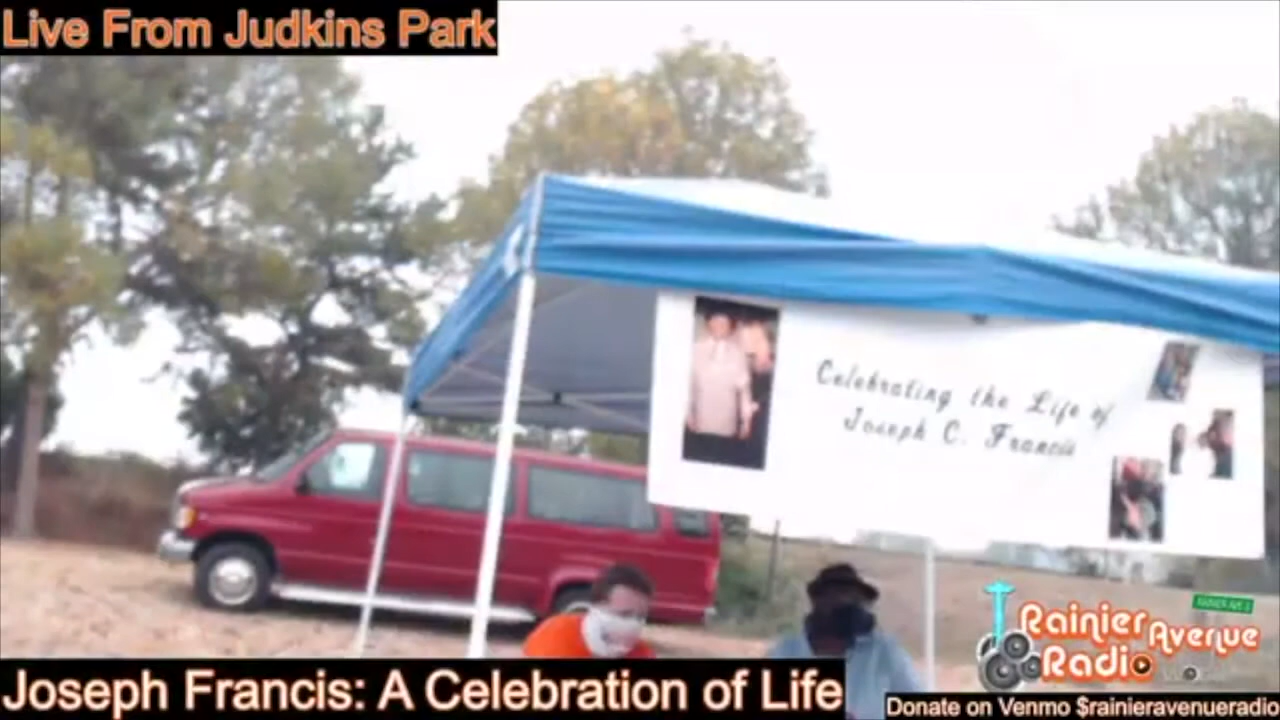 Live From Judkins Park
Celebrating the Life of
Joseph C. Francis
Rainier
Avenue
Radio
Joseph Francis: A Celebration of Life
Donate on Venmo $rainieravenueradio